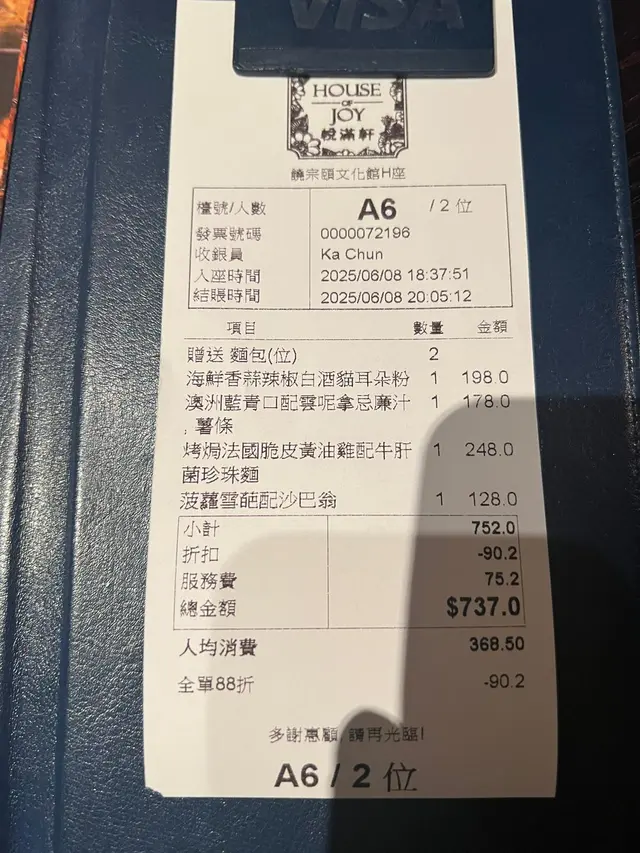 VISA
HOUSE
OF
JOY
悅滿軒
饒宗頤文化館H座
檯號/人數 A6 / 2 位
發票號碼 0000072196
收銀員 Ka Chun
入座時間 2025/06/08 18:37:51
結賬時間 2025/06/08 20:05:12
項目 數量 金額
贈送 麵包(位) 2
海鮮香蒜辣椒白酒貓耳朵粉 1 198.0
澳洲藍青口配雲呢拿忌廉汁 1 178.0
, 薯條
烤焗法國脆皮黃油雞配牛肝 1 248.0
菌珍珠麵
菠蘿雪葩配沙巴翁 1 128.0
小計 752.0
折扣 -90.2
服務費 75.2
總金額 $737.0
人均消費 368.50
全單88折 -90.2
多謝惠顧, 請再光臨!
A6 / 2 位